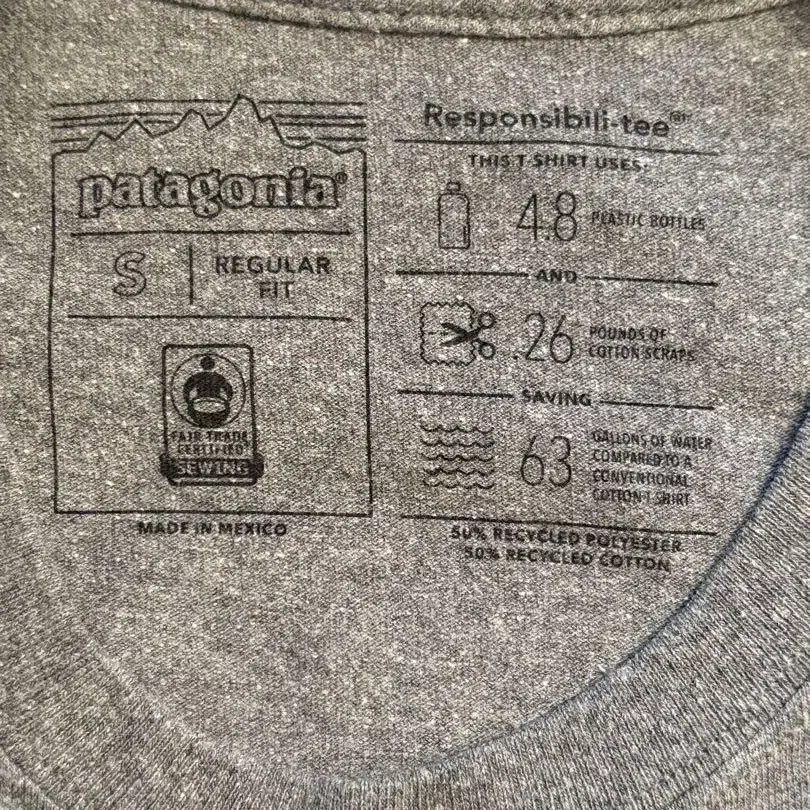 patagonia®
S
REGULAR
FIT
FAIR TRADE
CERTIFIED
SEWING
MADE IN MEXICO
Responsibili-tee®
THIS T-SHIRT USES:
4.8 PLASTIC BOTTLES
AND
.26 POUNDS OF
COTTON SCRAPS
SAVING
63 GALLONS OF WATER
COMPARED TO A
CONVENTIONAL
COTTON T-SHIRT
50% RECYCLED POLYESTER
50% RECYCLED COTTON